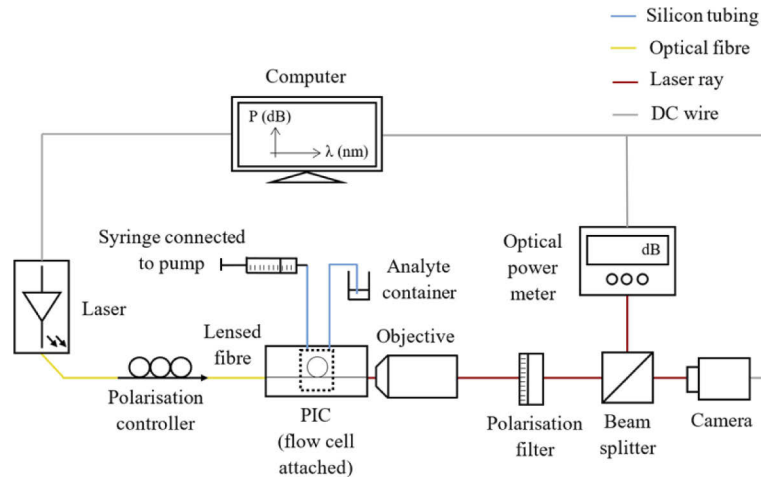 Silicon tubing
Optical fibre
Laser ray
DC wire
Computer
P (dB)
λ (nm)
Syringe connected
to pump
Analyte
container
Optical
power
meter
dB
Laser
Lensed
fibre
Objective
Polarisation
controller
PIC
(flow cell
attached)
Polarisation
filter
Beam
splitter
Camera